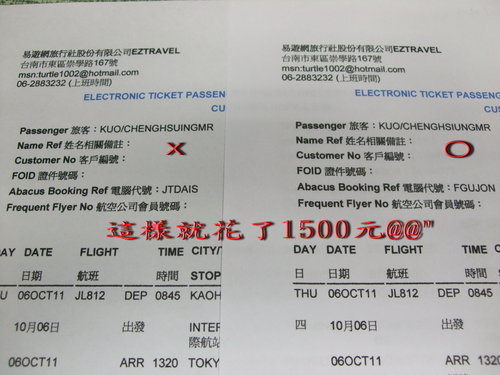 易遊網旅行社股份有限公司EZTRAVEL
台南市東區崇學路167號
msn:turtle1002@hotmail.com
06-2883232 (上班時間)
ELECTRONIC TICKET PASSEN
CU
Passenger 旅客：KUO/CHENGHSUINGMR
Name Ref 姓名相關備註：
X
Customer No 客戶編號：
FOID 證件號碼：
Abacus Booking Ref 電腦代號：JTDAIS
Frequent Flyer No 航空公司會員號碼：
DAY DATE FLIGHT TIME CITY/
日期 航班 時間 STOP
THU 06OCT11 JL812 DEP 0845 KAOH
10月06日 出發 INTER
際航站
06OCT11 ARR 1320 TOKY
易遊網旅行社股份有限公司EZTRAVEL
台南市東區崇學路167號
msn:turtle1002@hotmail.com
06-2883232 (上班時間)
ELECTRONIC TICKET PASSENG
CUS
Passenger 旅客：KUO/CHENGHSIUNGMR
Name Ref 姓名相關備註：
O
Customer No 客戶編號：
FOID 證件號碼：
Abacus Booking Ref 電腦代號：FGUJON
Frequent Flyer No 航空公司會員號碼：
DAY DATE FLIGHT TIME
日 日期 航班 時間
THU 06OCT11 JL812 DEP 0845
四 10月06日 出發
06OCT11 ARR 1320
這樣就花了1500元@@"